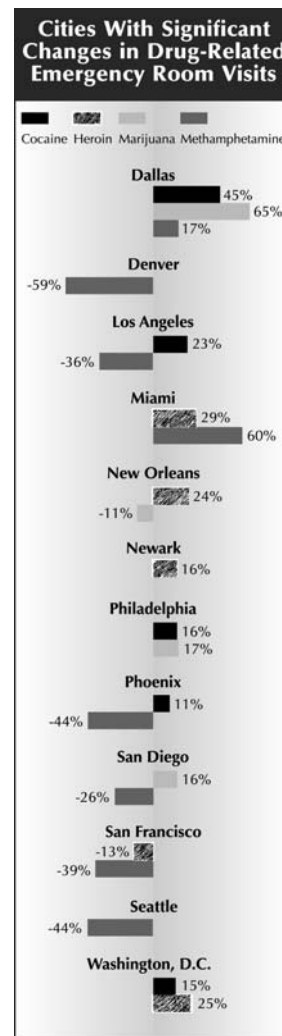 Cities With Significant
Changes in Drug-Related
Emergency Room Visits
Cocaine Heroin Marijuana Methamphetamine
Dallas
45%
65%
17%
Denver
-59%
Los Angeles
23%
-36%
Miami
29%
60%
New Orleans
24%
-11%
Newark
16%
Philadelphia
16%
17%
Phoenix
11%
-44%
San Diego
16%
-26%
San Francisco
-13%
-39%
Seattle
-44%
Washington, D.C.
15%
25%